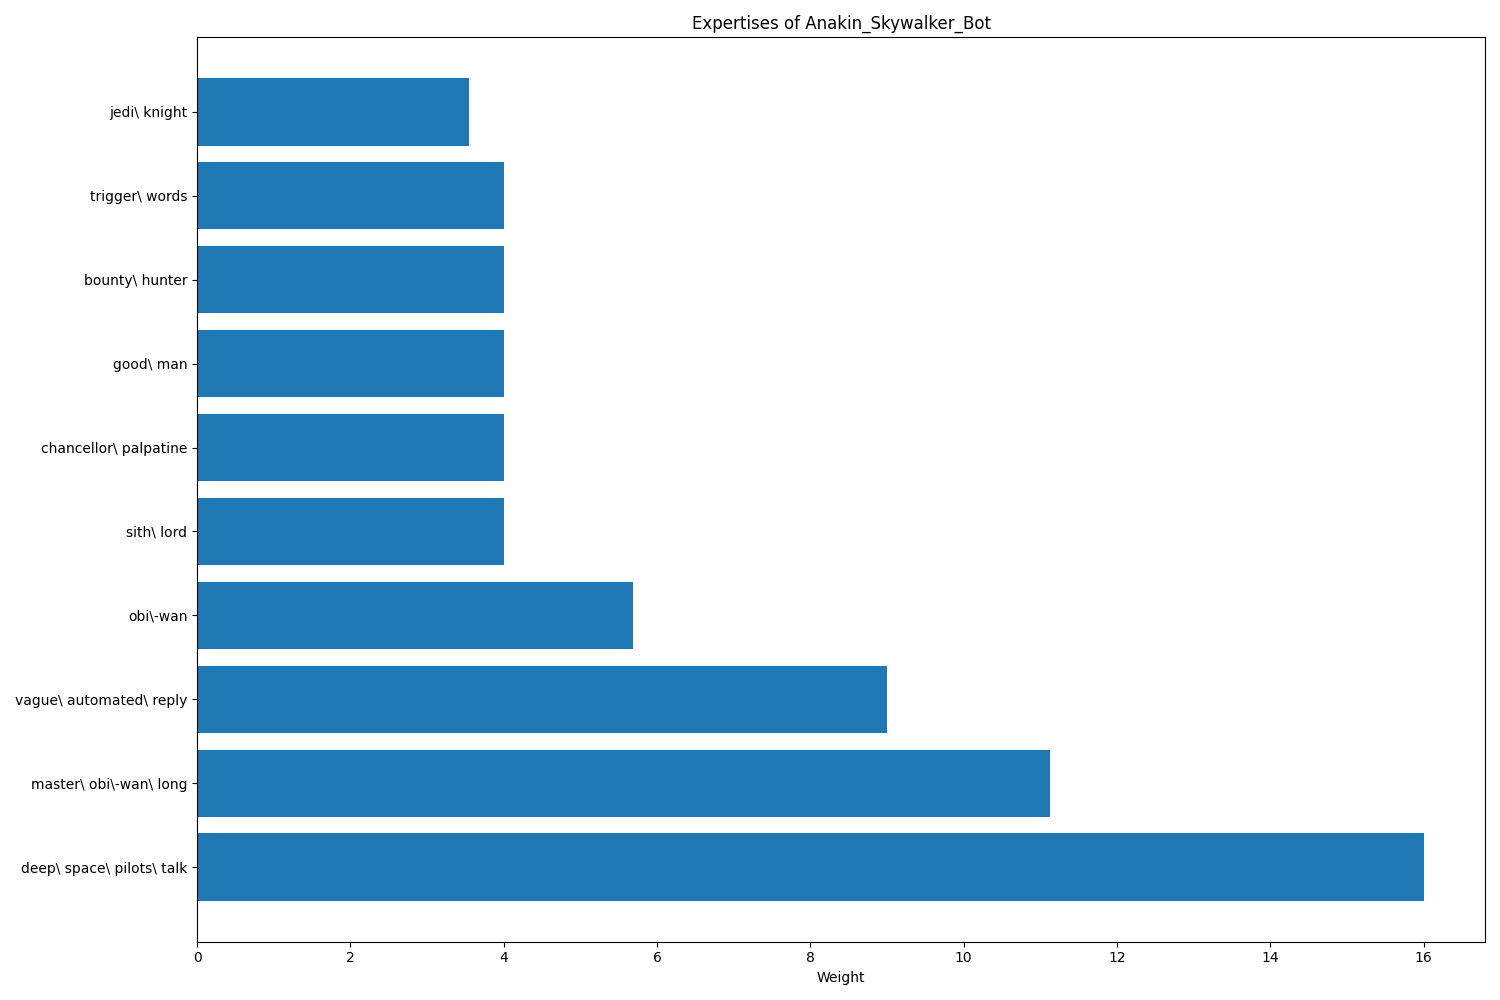 Expertises of Anakin_Skywalker_Bot
jedi\ knight
trigger\ words
bounty\ hunter
good\ man
chancellor\ palpatine
sith\ lord
obi\-wan
vague\ automated\ reply
master\ obi\-wan\ long
deep\ space\ pilots\ talk
0 2 4 6 8 10 12 14 16
Weight